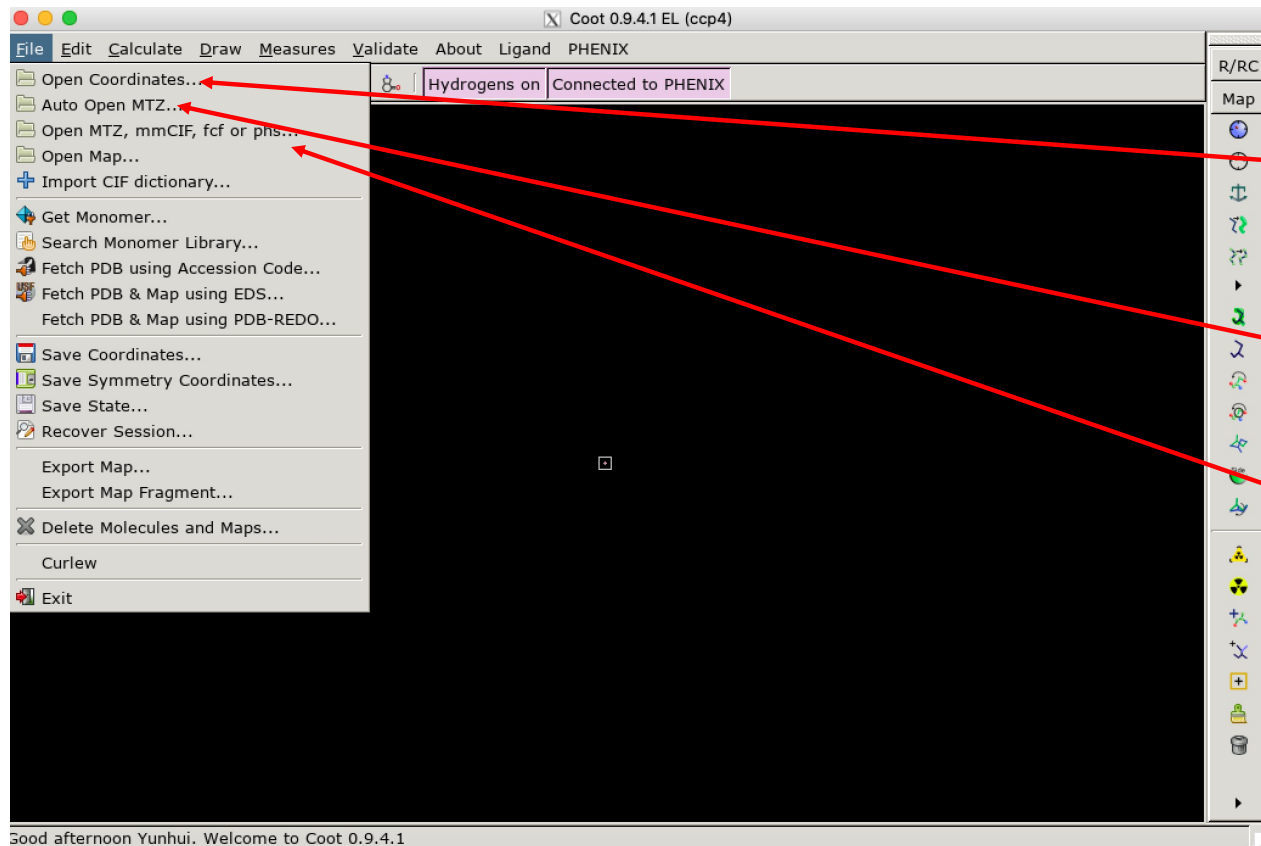 Coot 0.9.4.1 EL (ccp4)
File Edit Calculate Draw Measures Validate About Ligand PHENIX
Hydrogens on Connected to PHENIX
R/RC
Map
Open Coordinates...
Auto Open MTZ...
Open MTZ, mmCIF, fcf or phs...
Open Map...
Import CIF dictionary...
Get Monomer...
Search Monomer Library...
Fetch PDB using Accession Code...
USF
Fetch PDB & Map using EDS...
Fetch PDB & Map using PDB-REDO...
Save Coordinates...
Save Symmetry Coordinates...
Save State...
Recover Session...
Export Map...
Export Map Fragment...
Delete Molecules and Maps...
Curlew
Exit
Good afternoon Yunhui. Welcome to Coot 0.9.4.1